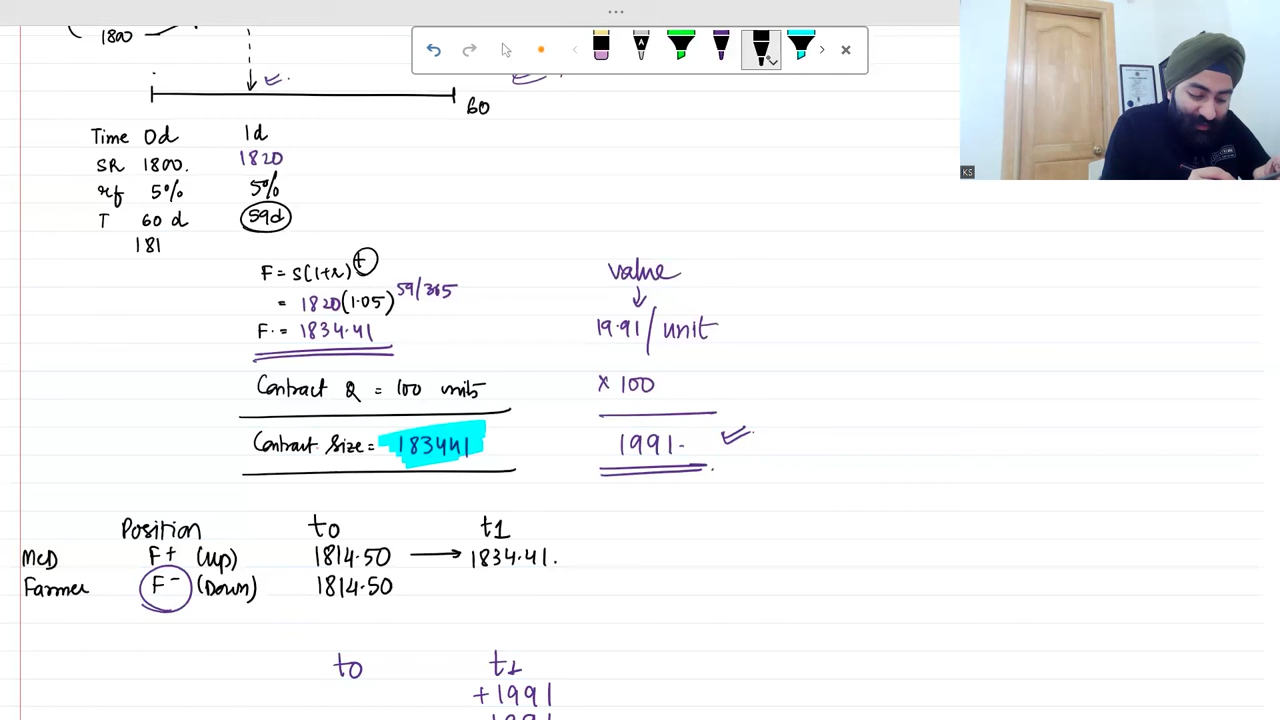 1800
60
Time 0d 1d
SR 1800. 1820
rf 5% 5%
T 60 d 59d
181
F = S(1+r)^t
= 1820(1.05)^59/365
F. = 1834.41
Contract Q = 100 units
Contract Size = 183441
value
19.91/unit
× 100
1991-
Position t0 t1
McD F+ (Up) 1814.50 → 1834.41.
Farmer F- (Down) 1814.50
t0 t1
+1991
KS